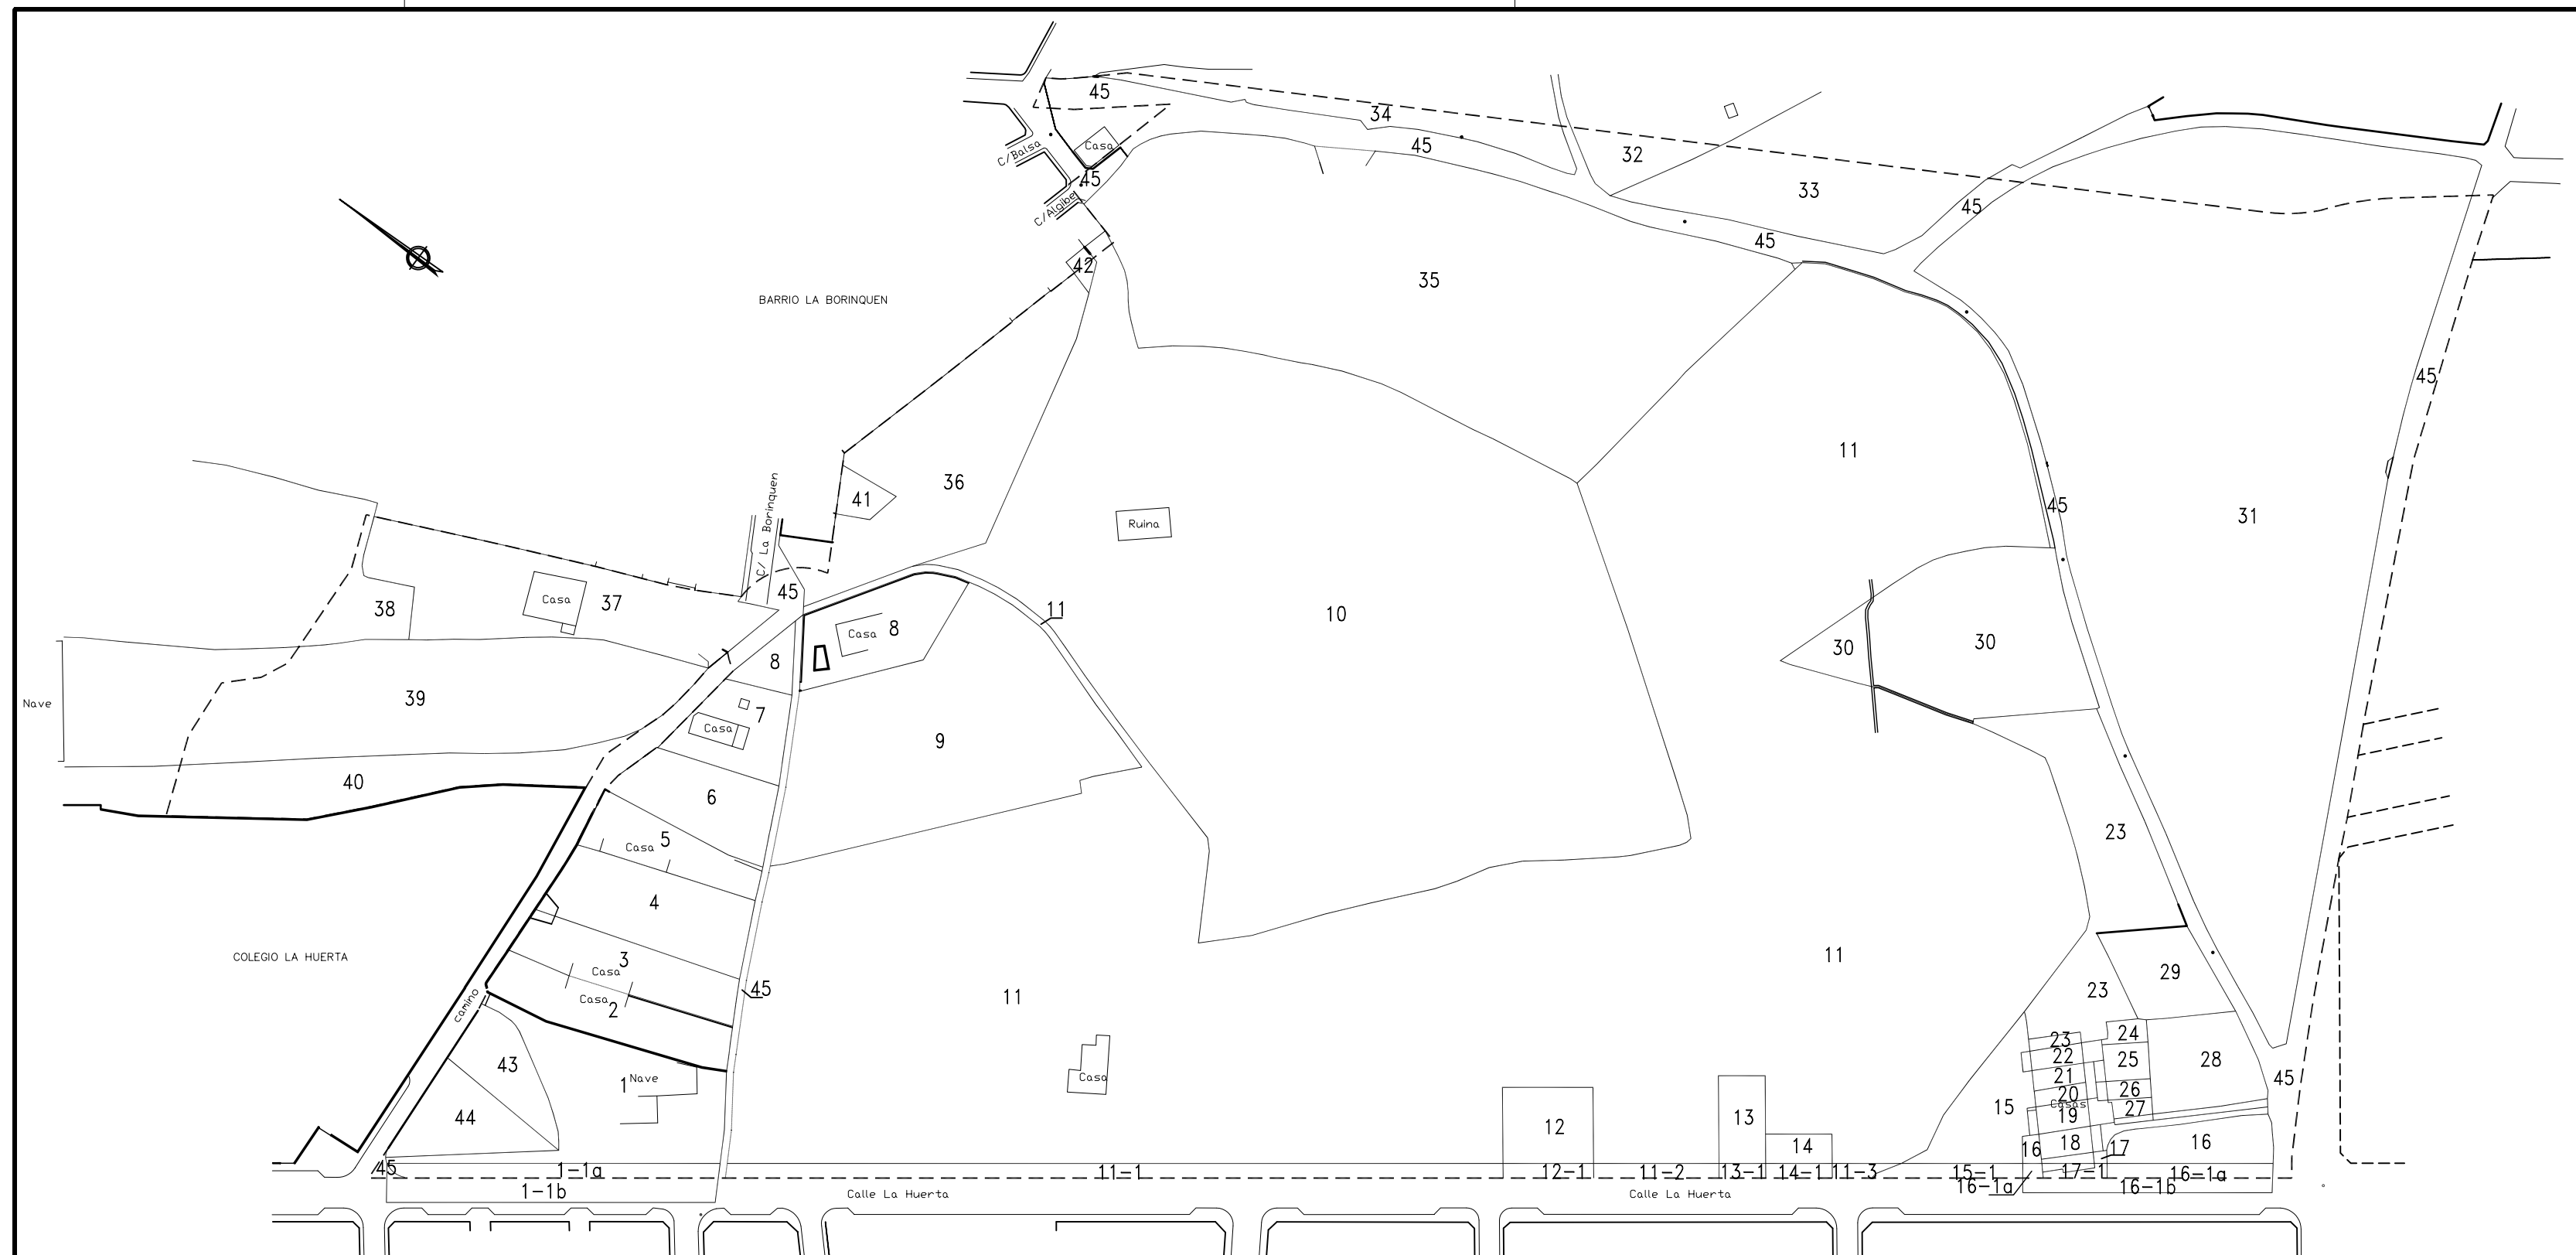 45
34
C/Balsa
Casa
45
32
45
33
C/Algibe
45
45
42
35
BARRIO LA BORINQUEN
45
11
36
41
C/ La Borinquen
Ruina
45
31
45
Casa
37
38
11
10
Casa
8
8
30
30
39
Nave
7
Casa
9
40
6
23
Casa
5
4
COLEGIO LA HUERTA
3
Casa
11
29
45
23
Casa
2
11
camino
24
23
22
25
28
43
1
Nave
Casa
21
45
26
20
Casas
15
27
19
44
12
13
14
16
18
17
16
45
1-1a
11-1
12-1
11-2
13-1
14-1
11-3
15-1
17-1
16-1a
16-1a
16-1b
1-1b
Calle La Huerta
Calle La Huerta